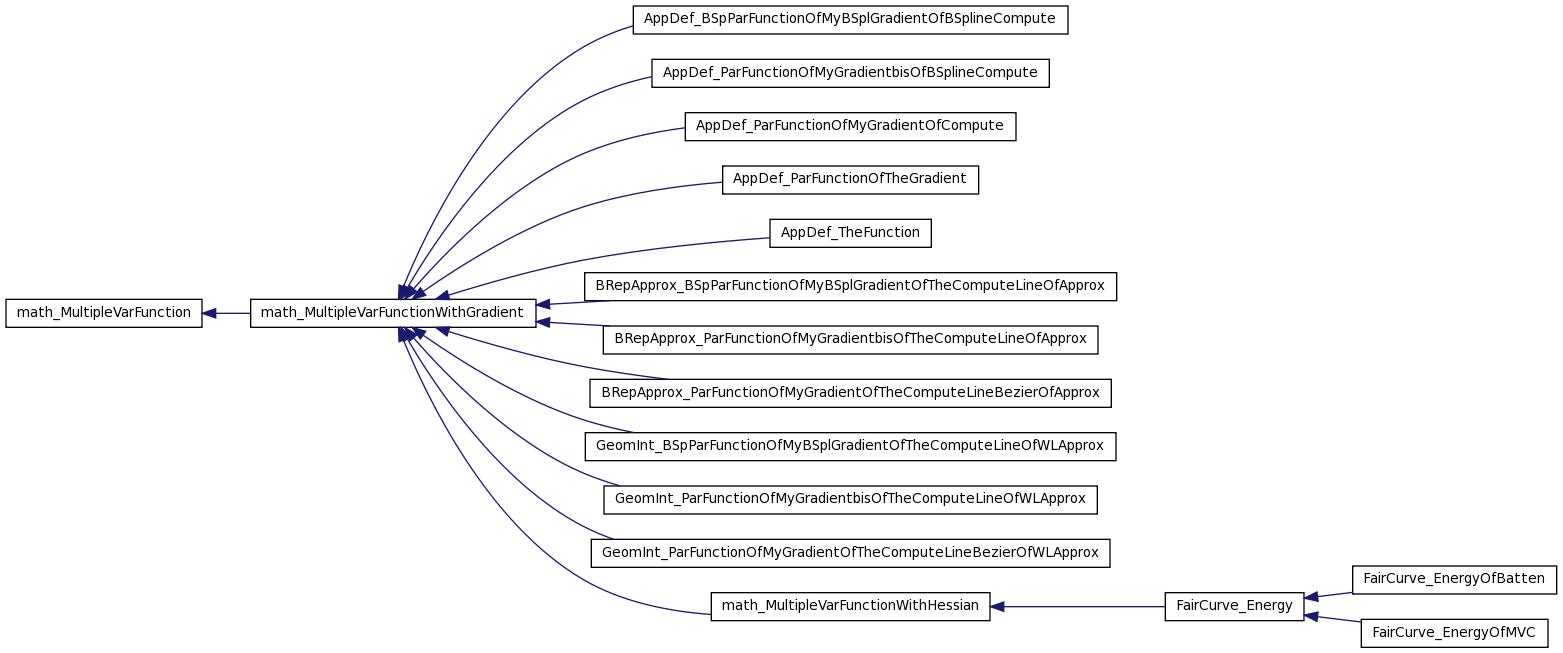 AppDef_BSpParFunctionOfMyBSplGradientOfBSplineCompute
AppDef_ParFunctionOfMyGradientbisOfBSplineCompute
AppDef_ParFunctionOfMyGradientOfCompute
AppDef_ParFunctionOfTheGradient
AppDef_TheFunction
BRepApprox_BSpParFunctionOfMyBSplGradientOfTheComputeLineOfApprox
math_MultipleVarFunction
math_MultipleVarFunctionWithGradient
BRepApprox_ParFunctionOfMyGradientbisOfTheComputeLineOfApprox
BRepApprox_ParFunctionOfMyGradientOfTheComputeLineBezierOfApprox
GeomInt_BSpParFunctionOfMyBSplGradientOfTheComputeLineOfWLApprox
GeomInt_ParFunctionOfMyGradientbisOfTheComputeLineOfWLApprox
GeomInt_ParFunctionOfMyGradientOfTheComputeLineBezierOfWLApprox
math_MultipleVarFunctionWithHessian
FairCurve_Energy
FairCurve_EnergyOfBatten
FairCurve_EnergyOfMVC